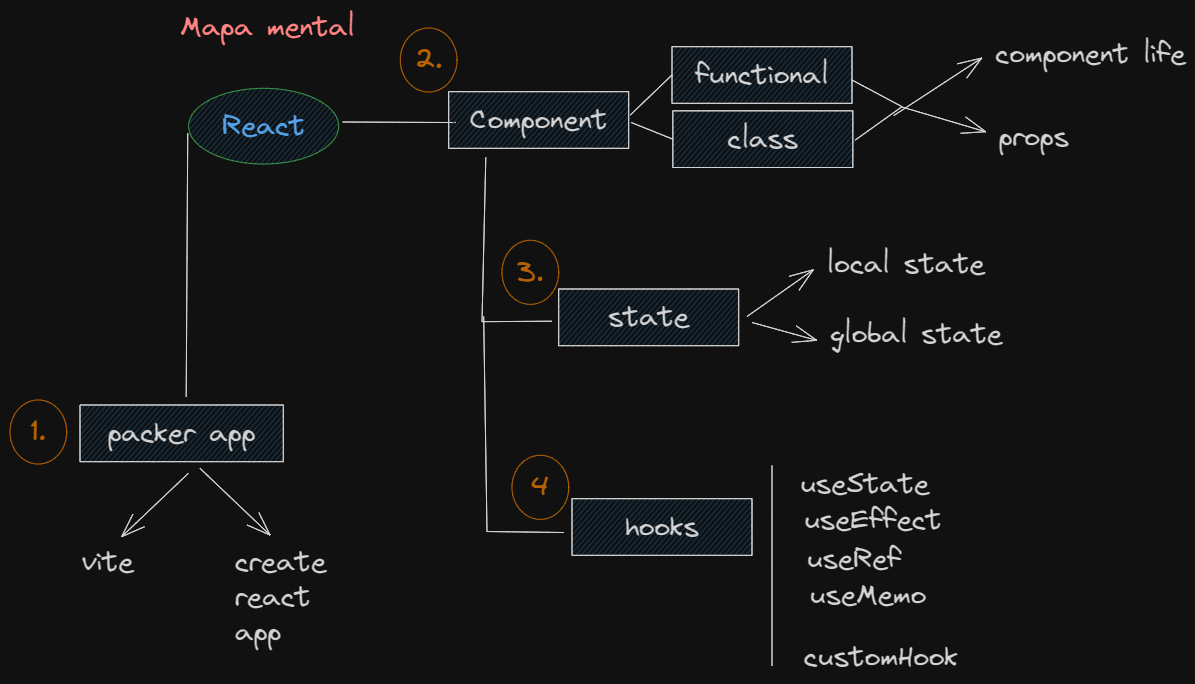 Mapa mental
2.
React
Component
functional
class
component life
props
3.
state
local state
global state
1.
packer app
vite
create
react
app
4
hooks
useState
useEffect
useRef
useMemo
customHook